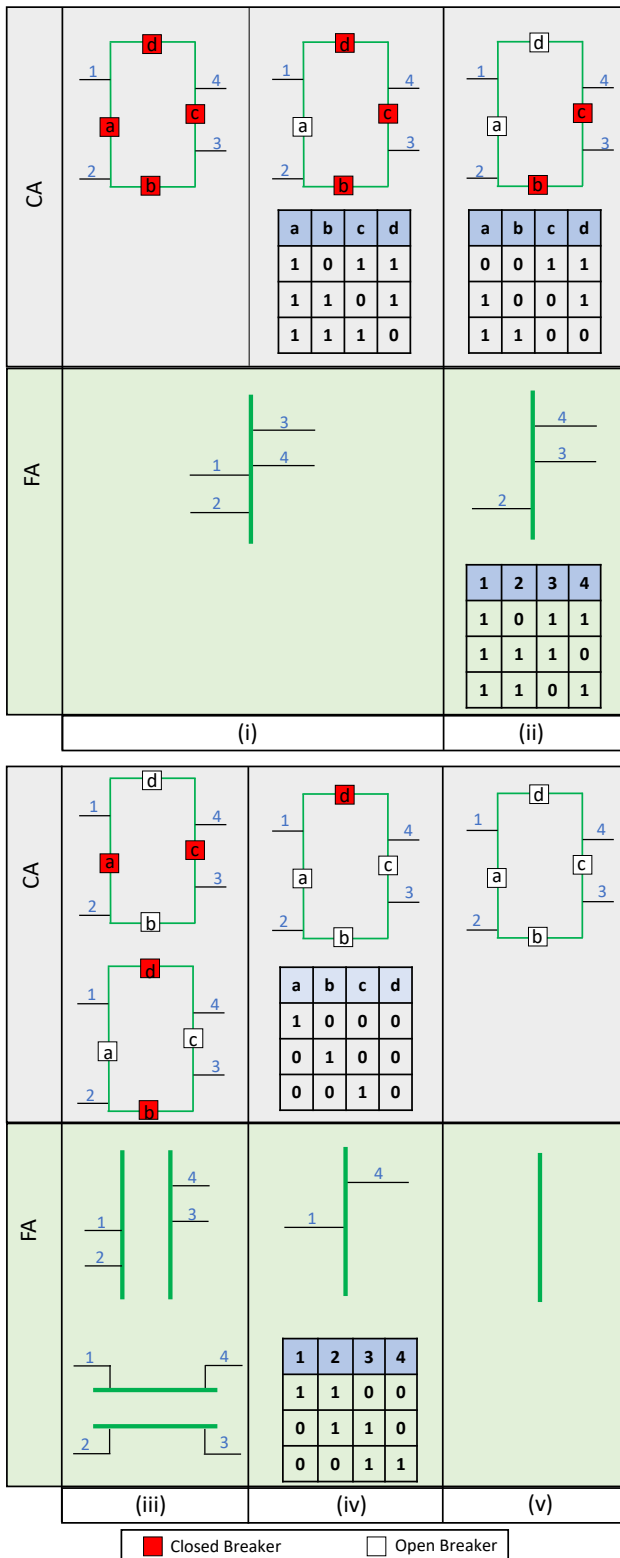 d d d
1 4 1 4 1 4
a c a c a c
2 3 2 3 2 3
b b b
CA
a b c d
1 0 1 1
1 1 0 1
1 1 1 0
a b c d
0 0 1 1
1 0 0 1
1 1 0 0
FA
3
4
1
2
4
3
2
1 2 3 4
1 0 1 1
1 1 1 0
1 1 0 1
(i) (ii)
CA
d
1 4
a c
2 3
b
d
1 4
a c
2 3
b
d
1 4
a c
2 3
b
a b c d
1 0 0 0
0 1 0 0
0 0 1 0
d
1 4
a c
2 3
b
FA
4
1 3
2
1 4
2 3
4
1
1 2 3 4
1 1 0 0
0 1 1 0
0 0 1 1
(iii) (iv) (v)
Closed Breaker Open Breaker